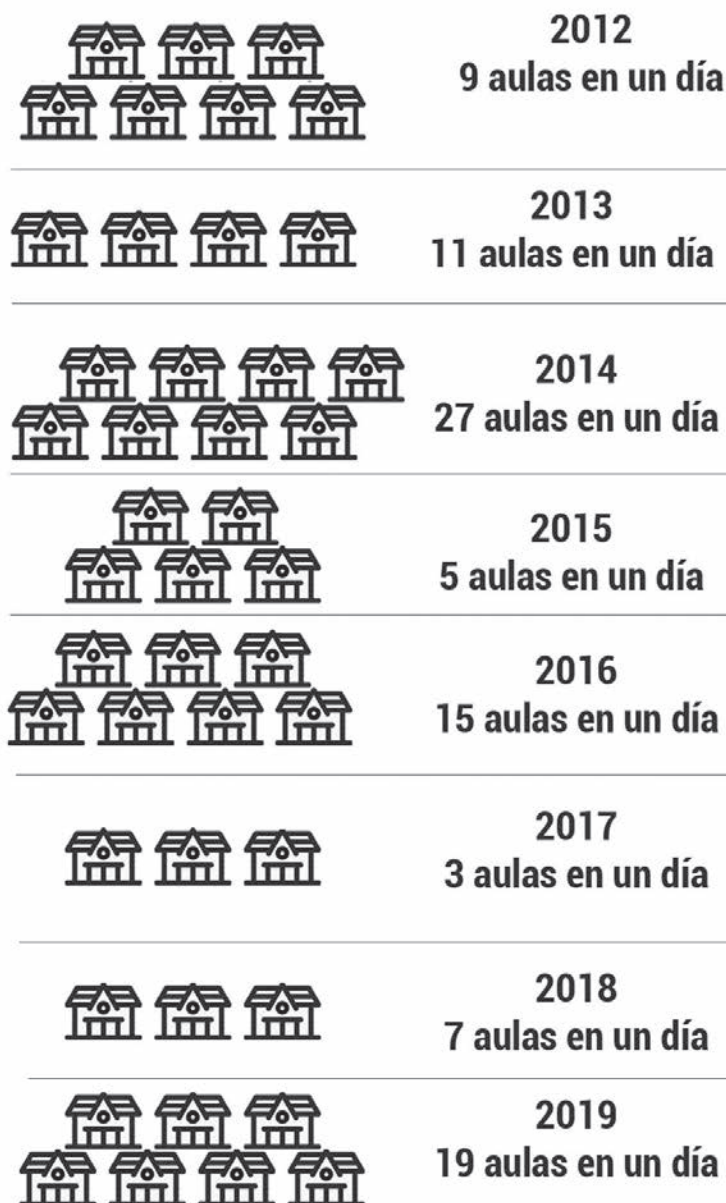 2012
9 aulas en un día
2013
11 aulas en un día
2014
27 aulas en un día
2015
5 aulas en un día
2016
15 aulas en un día
2017
3 aulas en un día
2018
7 aulas en un día
2019
19 aulas en un día